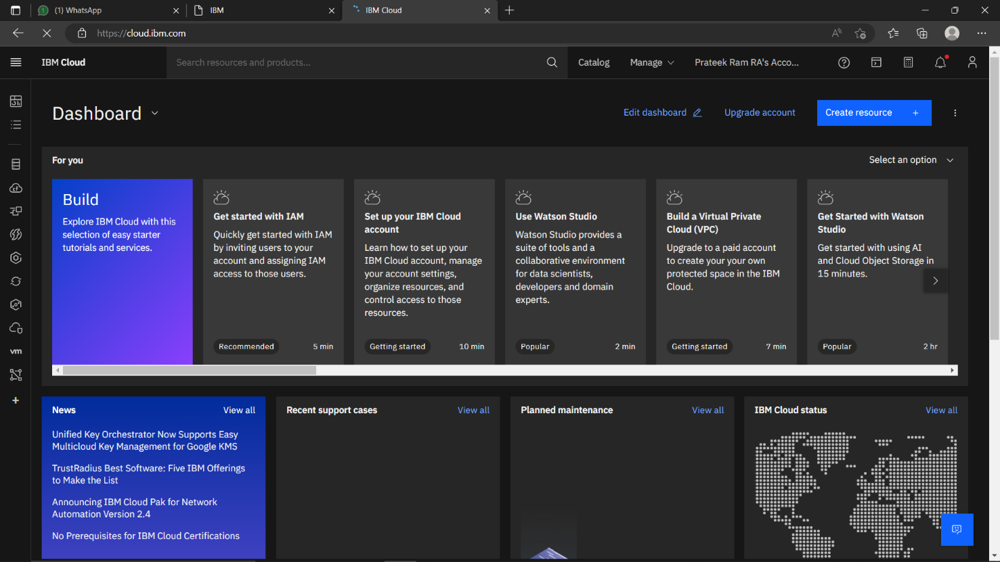 (1) WhatsApp
IBM
IBM Cloud
https://cloud.ibm.com
IBM Cloud
Search resources and products...
Catalog
Manage
Prateek Ram RA's Acco...
Dashboard
Edit dashboard
Upgrade account
Create resource +
For you
Select an option
Build
Explore IBM Cloud with this
selection of easy starter
tutorials and services.
Get started with IAM
Quickly get started with IAM
by inviting users to your
account and assigning IAM
access to those users.
Recommended
5 min
Set up your IBM Cloud
account
Learn how to set up your
IBM Cloud account, manage
your account settings,
organize resources, and
control access to those
resources.
Getting started
10 min
Use Watson Studio
Watson Studio provides a
suite of tools and a
collaborative environment
for data scientists,
developers and domain
experts.
Popular
2 min
Build a Virtual Private
Cloud (VPC)
Upgrade to a paid account
to create your your own
protected space in the IBM
Cloud.
Getting started
7 min
Get Started with Watson
Studio
Get started with using AI
and Cloud Object Storage in
15 minutes.
Popular
2 hr
vm
News
View all
Unified Key Orchestrator Now Supports Easy
Multicloud Key Management for Google KMS
TrustRadius Best Software: Five IBM Offerings
to Make the List
Announcing IBM Cloud Pak for Network
Automation Version 2.4
No Prerequisites for IBM Cloud Certifications
Recent support cases
View all
Planned maintenance
View all
IBM Cloud status
View all